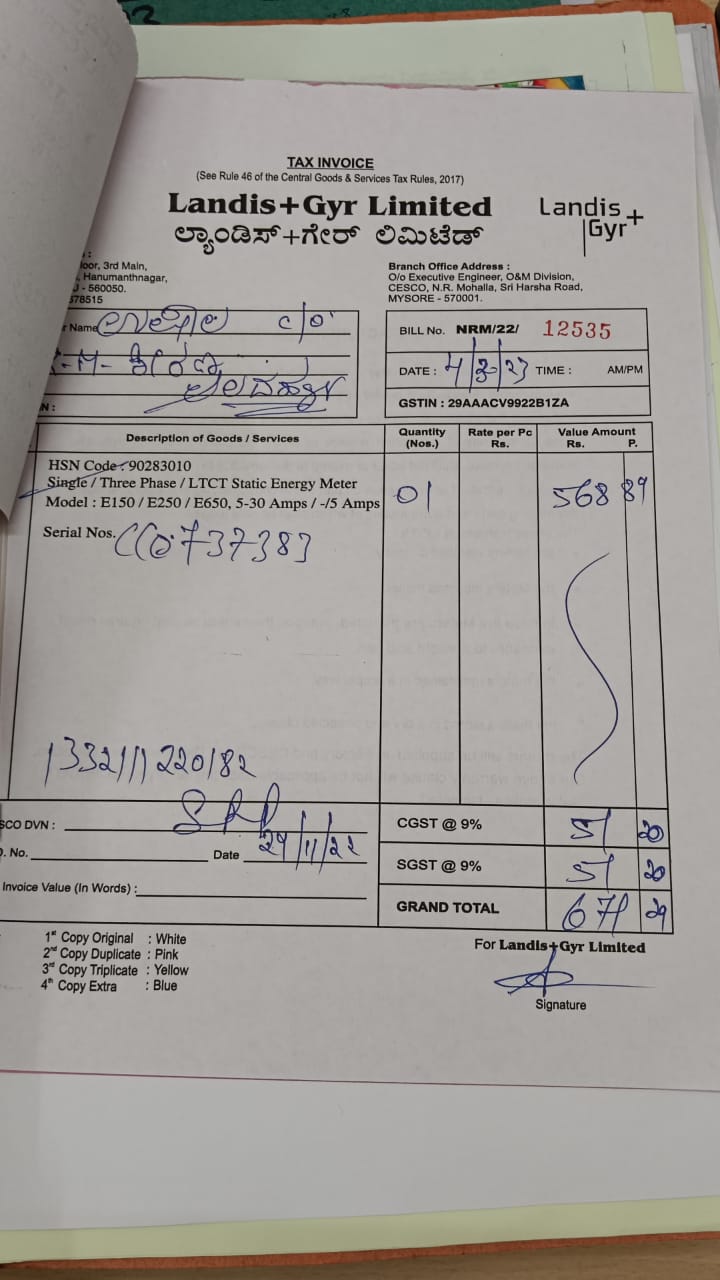 TAX INVOICE
(See Rule 46 of the Central Goods & Services Tax Rules, 2017)
Landis+Gyr Limited
ಲ್ಯಾಂಡಿಸ್+ಗೇರ್ ಲಿಮಿಟೆಡ್
Landis+
Gyr
oor, 3rd Main,
Hanumanthnagar,
- 560050.
78515
Branch Office Address :
O/o Executive Engineer, O&M Division,
CESCO, N.R. Mohalla, Sri Harsha Road,
MYSORE - 570001.
Name C/o
N :
BILL No. NRM/22/ 12535
DATE : 4/3/23 TIME : AM/PM
GSTIN : 29AAACV9922B1ZA
Description of Goods / Services
Quantity (Nos.)
Rate per Pc Rs.
Value Amount Rs. P.
HSN Code : 90283010
Single / Three Phase / LTCT Static Energy Meter
Model : E150 / E250 / E650, 5-30 Amps / -/5 Amps
01
568 89
Serial Nos.
SCO DVN :
. No. Date 29/11/22
Invoice Value (In Words) :
CGST @ 9% 51 20
SGST @ 9% 51 20
GRAND TOTAL 671 29
1st Copy Original : White
2nd Copy Duplicate : Pink
3rd Copy Triplicate : Yellow
4th Copy Extra : Blue
For Landis+Gyr Limited
Signature